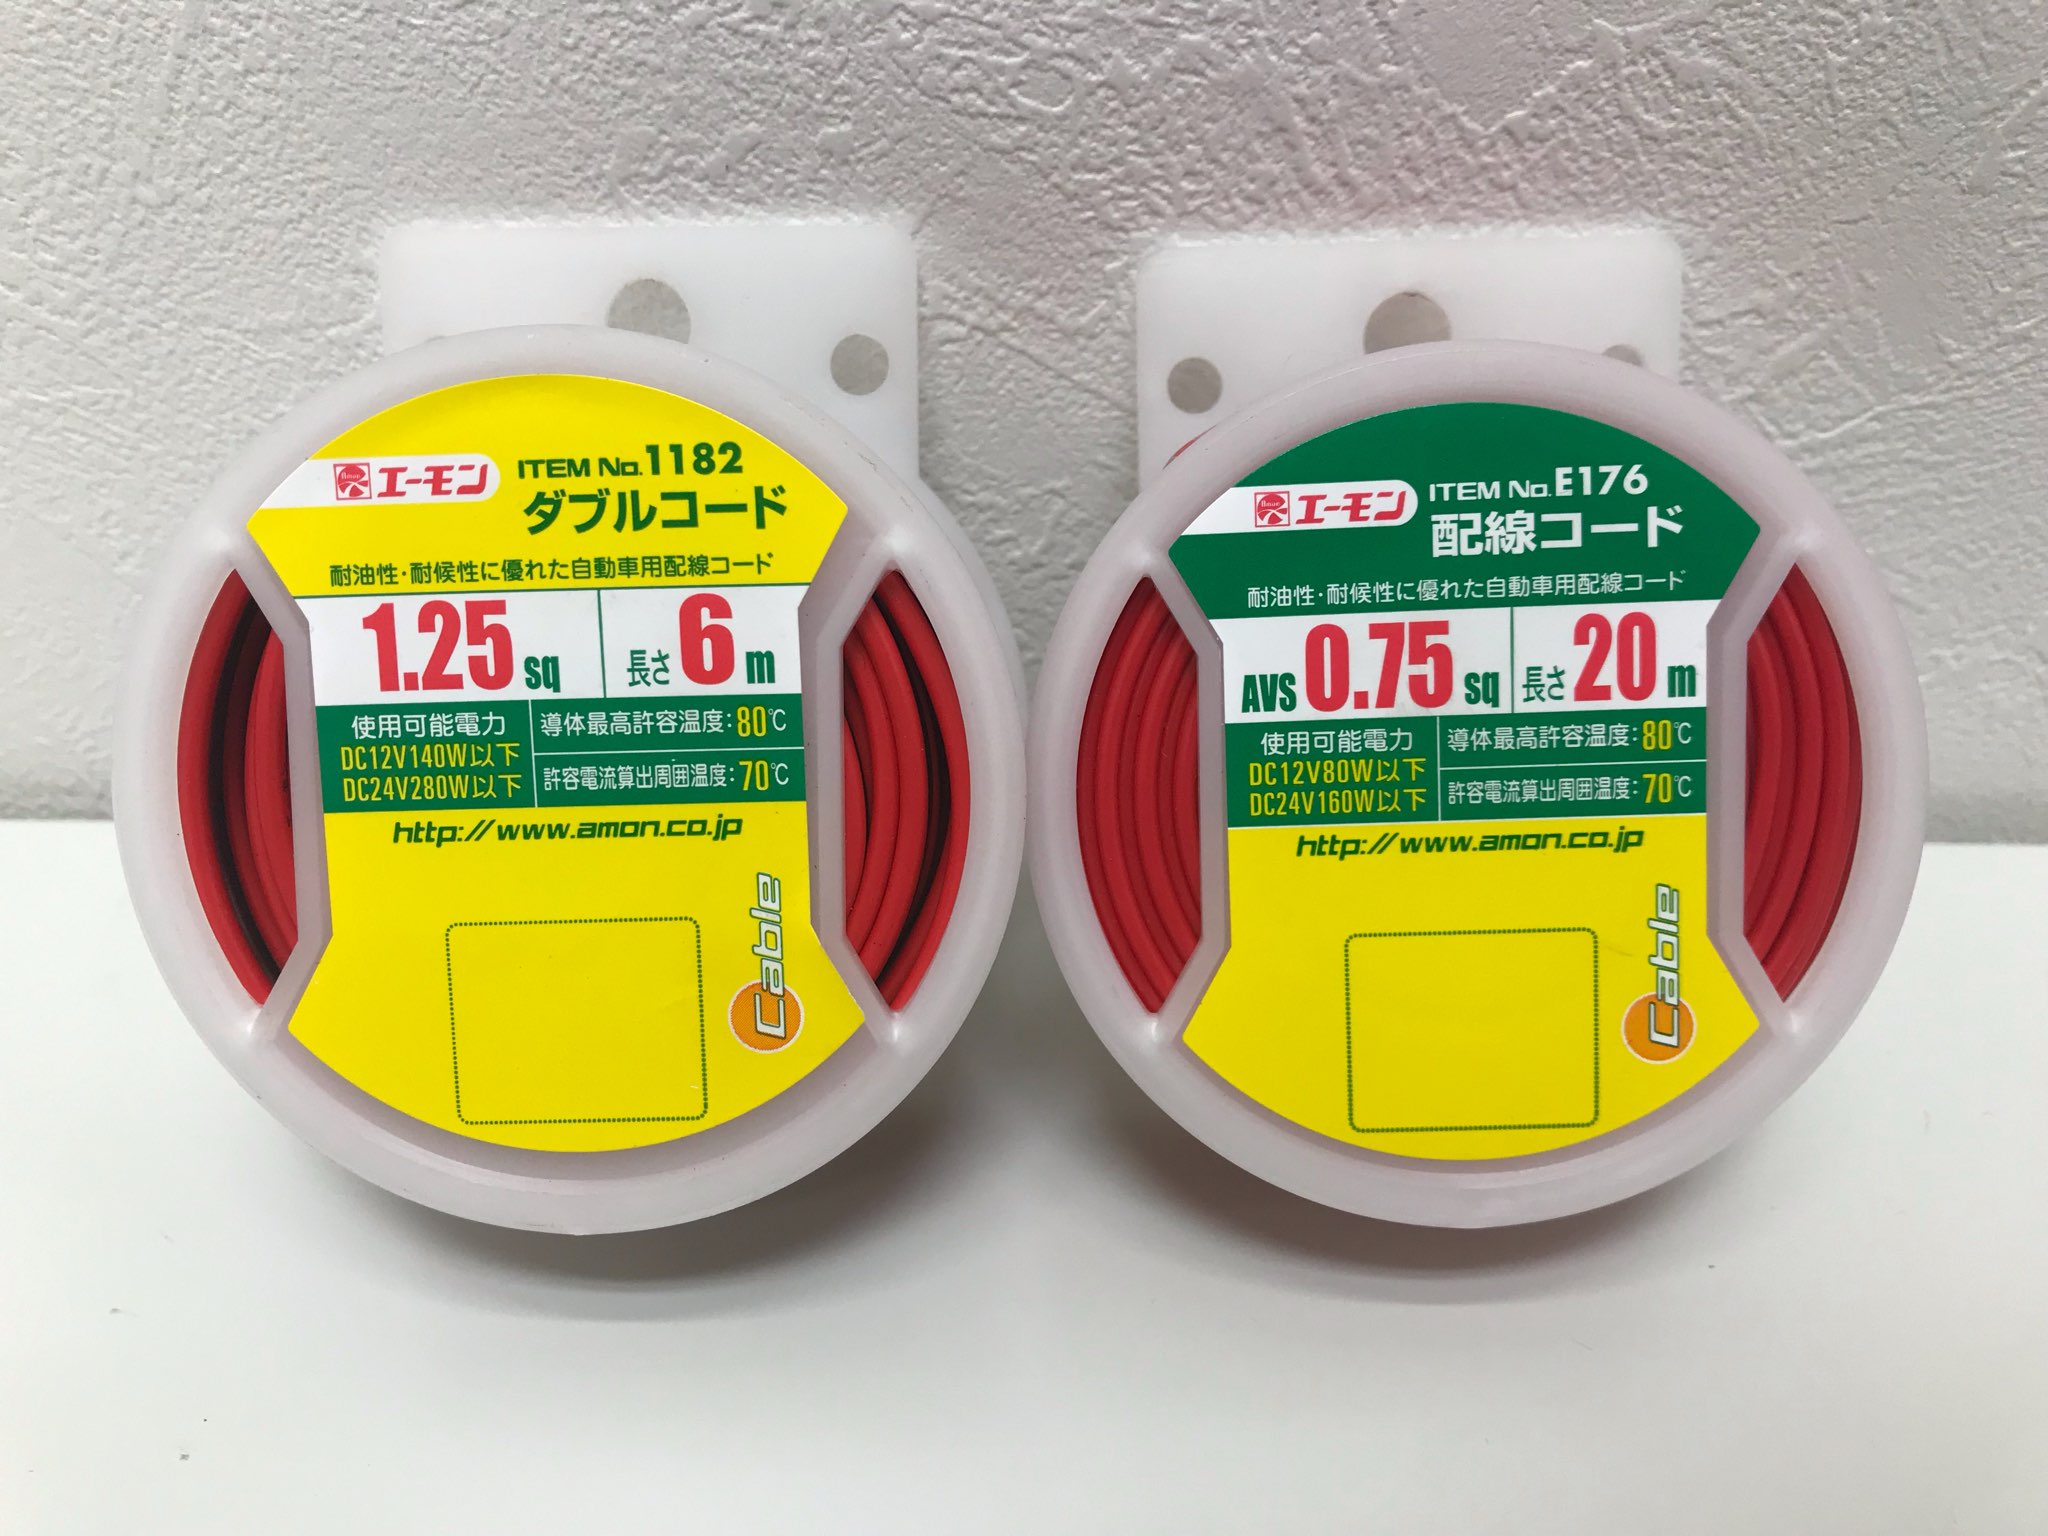 エーモン ITEM No.1182
ダブルコード
耐油性・耐候性に優れた自動車用配線コード
1.25sq 長さ6m
使用可能電力
DC12V140W以下
DC24V280W以下
導体最高許容温度:80℃
許容電流算出周囲温度:70℃
http://www.amon.co.jp
Cable
エーモン ITEM No.E176
配線コード
耐油性・耐候性に優れた自動車用配線コード
AVS 0.75sq 長さ20m
使用可能電力
DC12V80W以下
DC24V160W以下
導体最高許容温度:80℃
許容電流算出周囲温度:70℃
http://www.amon.co.jp
Cable